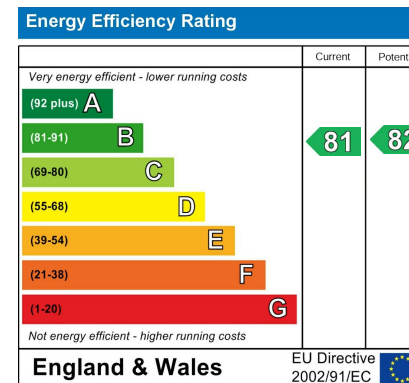 Energy Efficiency Rating
Current Potent
Very energy efficient - lower running costs
(92 plus) A
(81-91) B 81 82
(69-80) C
(55-68) D
(39-54) E
(21-38) F
(1-20) G
Not energy efficient - higher running costs
England & Wales
EU Directive
2002/91/EC